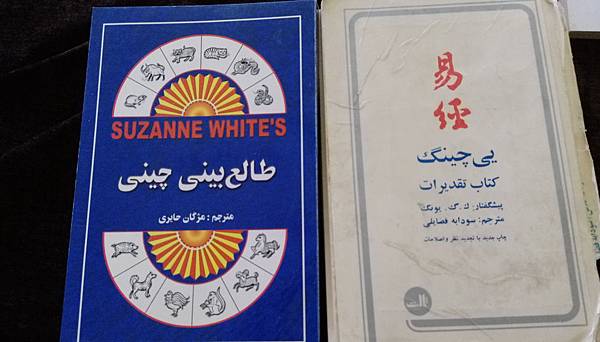 SUZANNE WHITE'S
طالع بینی چینی
مترجم : مژگان حایری
易
經
یی چینگ
کتاب تقدیرات
پیشگفتار: ک. گ. یونگ
مترجم: سودابه فضایلی
چاپ جدید با تجدید نظر و اصلاحات